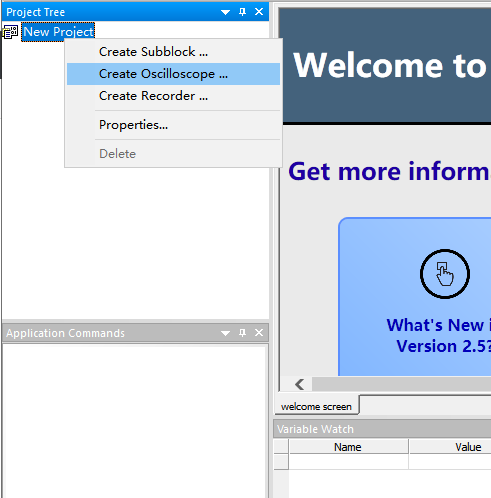 Project Tree
New Project
Create Subblock ...
Create Oscilloscope ...
Create Recorder ...
Properties...
Delete
Application Commands
Welcome to
Get more inform
What's New i
Version 2.5?
welcome screen
Variable Watch
Name Value